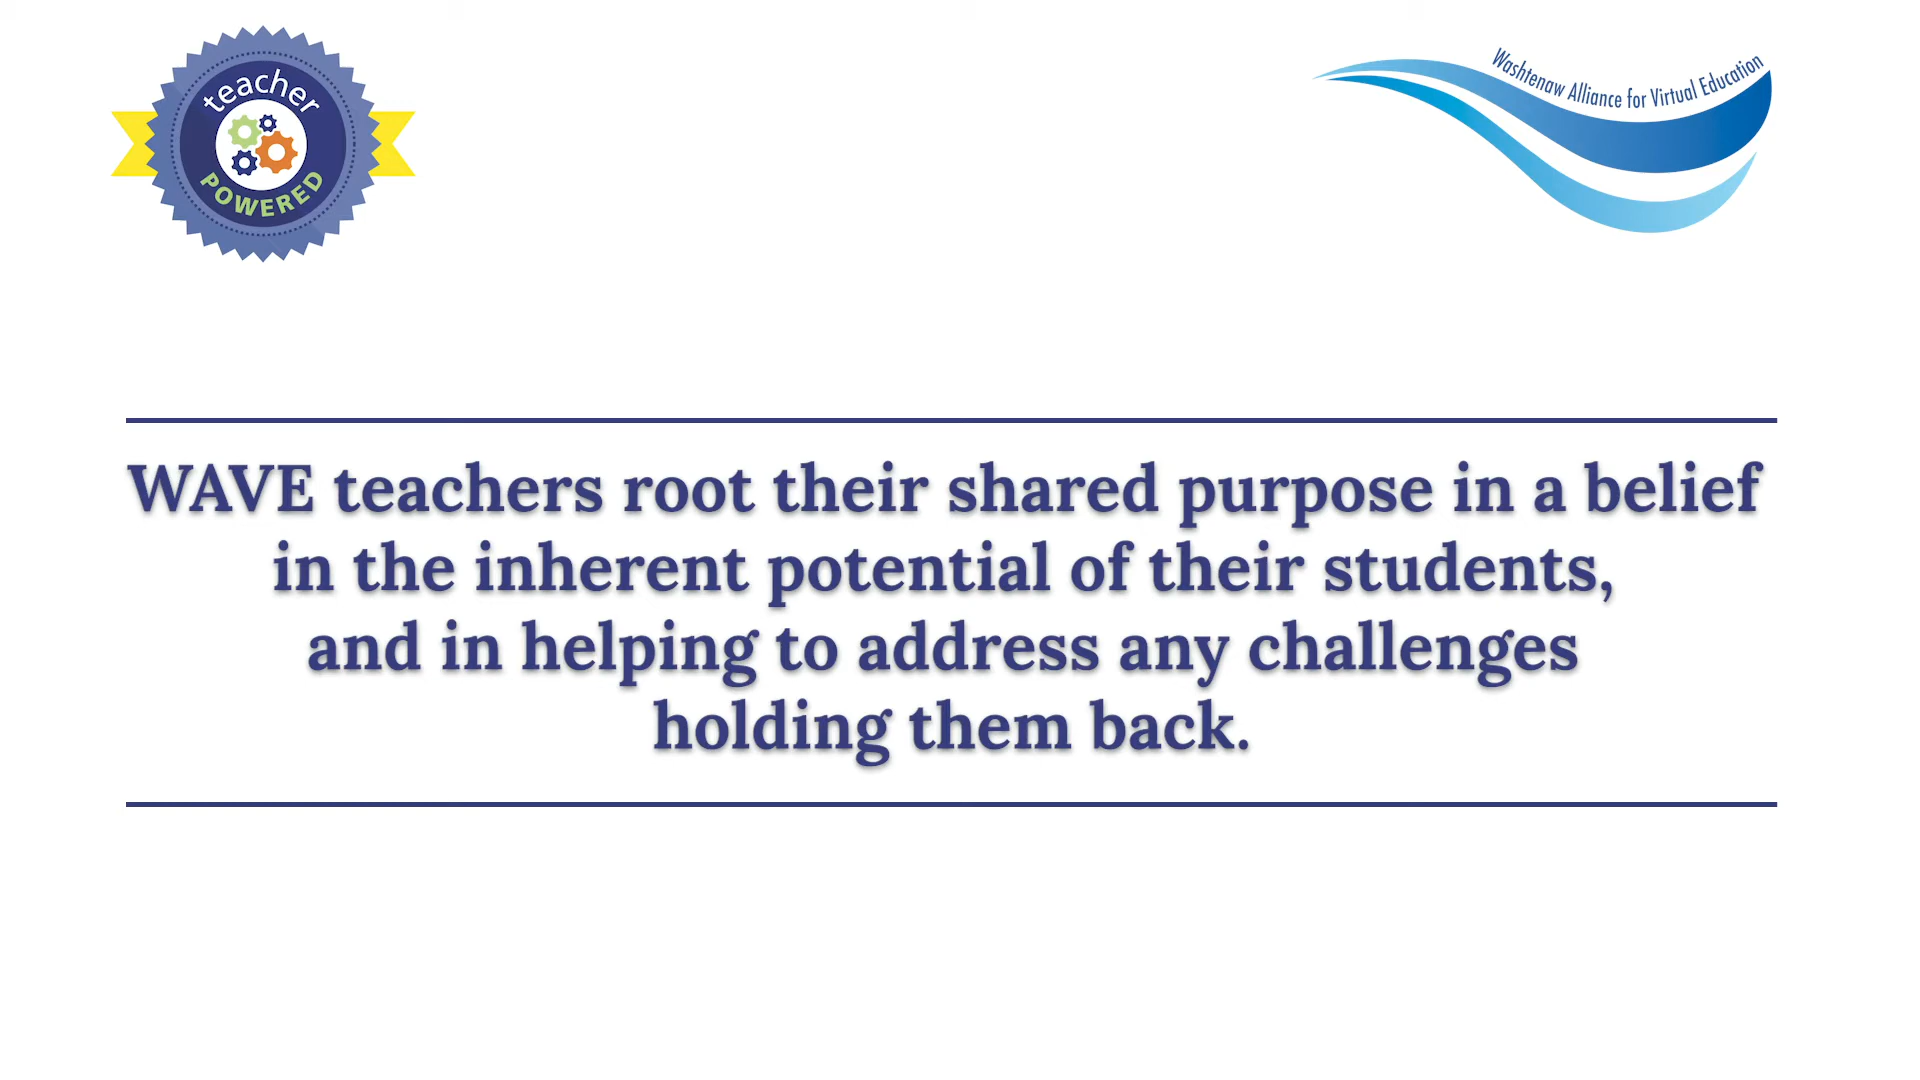 teacher
POWERED
Washtenaw Alliance for Virtual Education
WAVE teachers root their shared purpose in a belief
in the inherent potential of their students,
and in helping to address any challenges
holding them back.